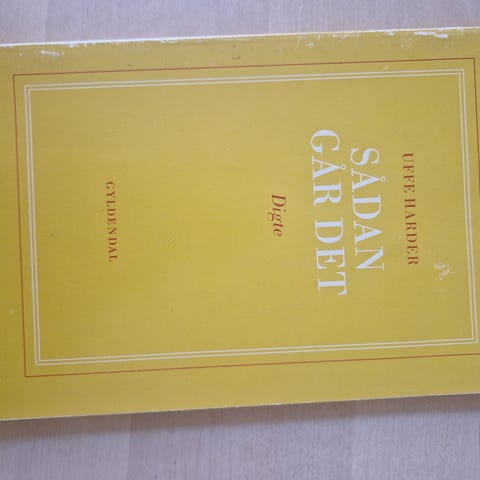 UFFE HARDER
SÅDAN
GÅR DET
Digte
GYLDENDAL